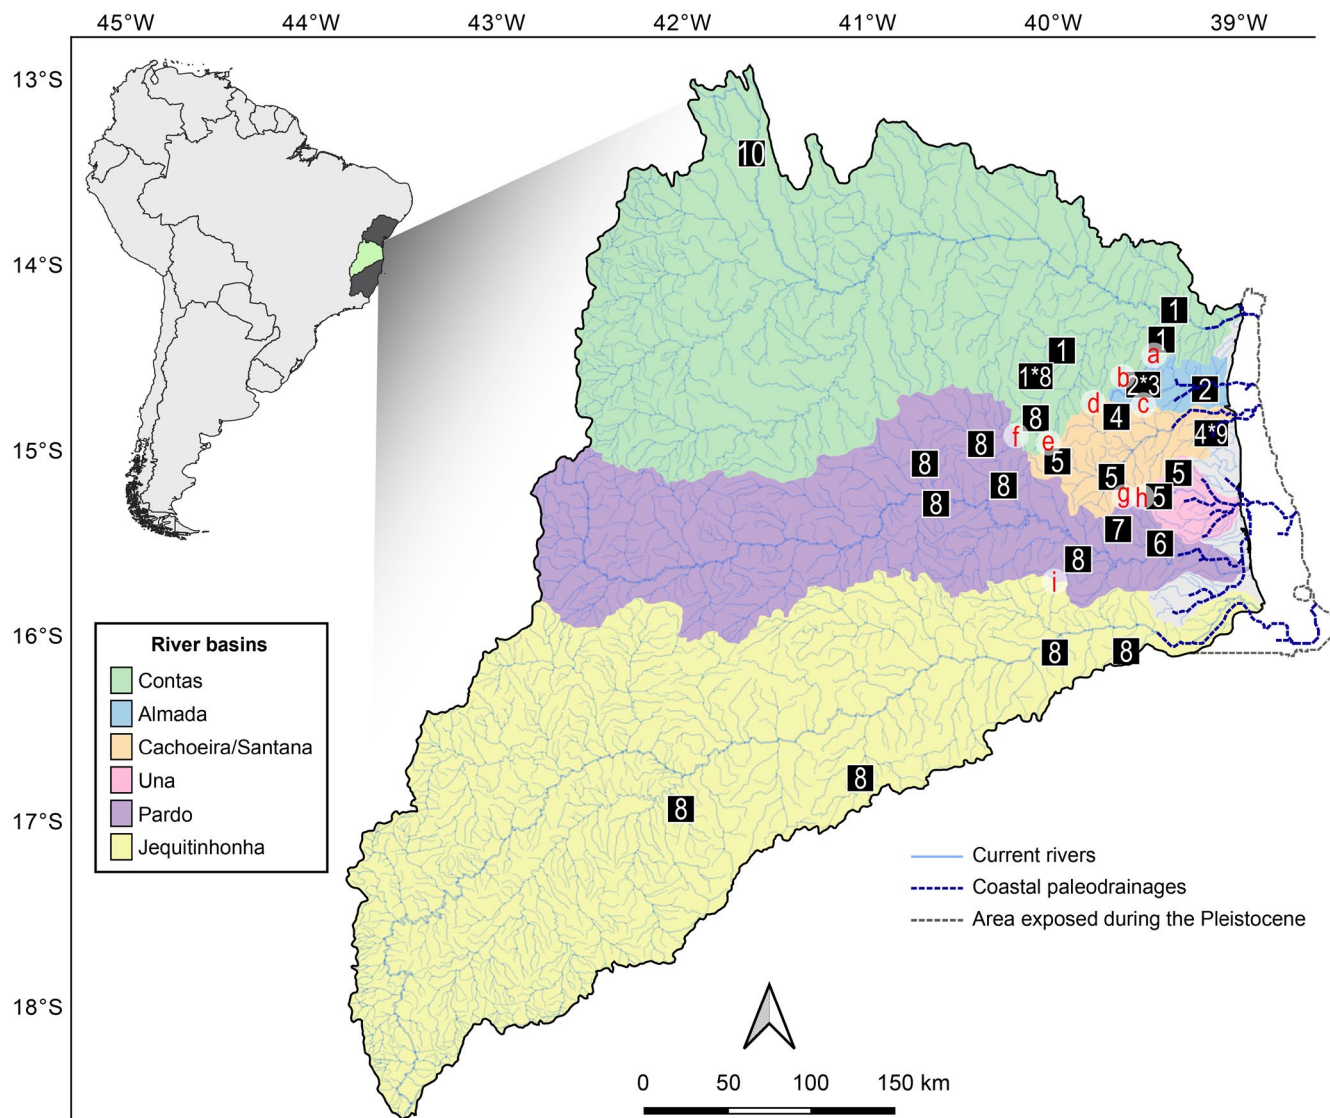 45°W 44°W 43°W 42°W 41°W 40°W 39°W
13°S
10
14°S
1
1
a
1
1*8
b
2*3
2
d
c
4
8
f
e
4*9
8
15°S
8
5
5
5
8
g
h
5
8
7
6
8
i
16°S
8
8
8
8
17°S
18°S
River basins
Contas
Almada
Cachoeira/Santana
Una
Pardo
Jequitinhonha
Current rivers
Coastal paleodrainages
Area exposed during the Pleistocene
0 50 100 150 km